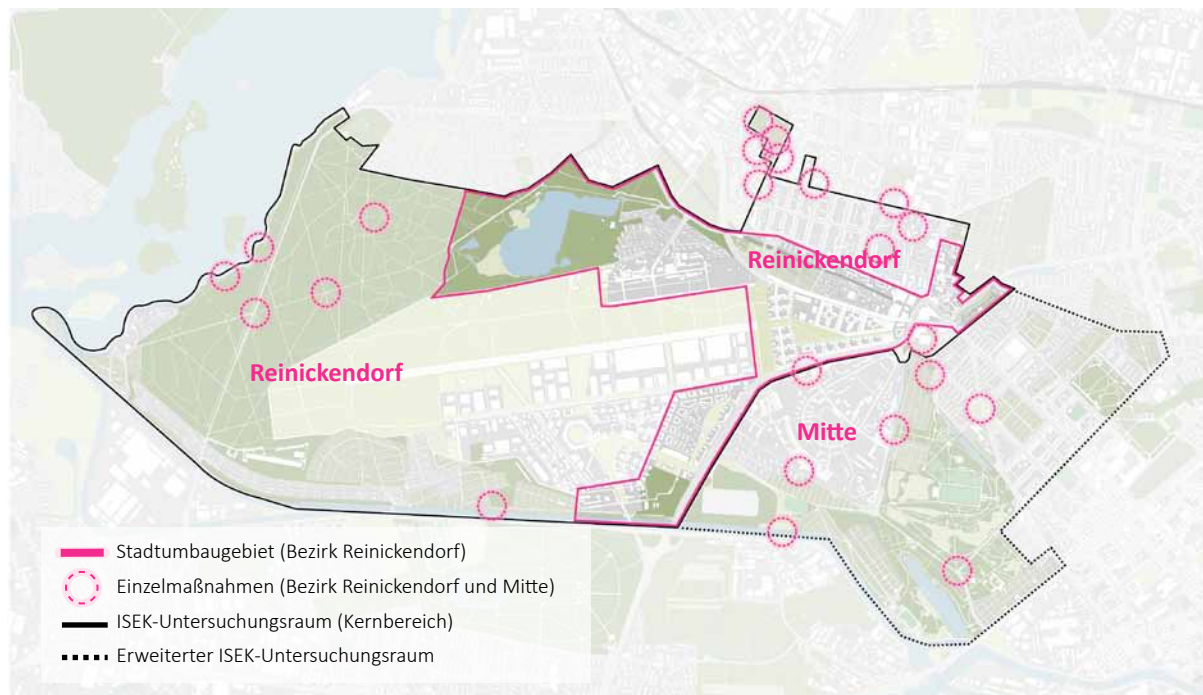 Reinickendorf
Reinickendorf
Mitte
Stadtumbaugebiet (Bezirk Reinickendorf)
Einzelmaßnahmen (Bezirk Reinickendorf und Mitte)
ISEK-Untersuchungsraum (Kernbereich)
Erweiterter ISEK-Untersuchungsraum